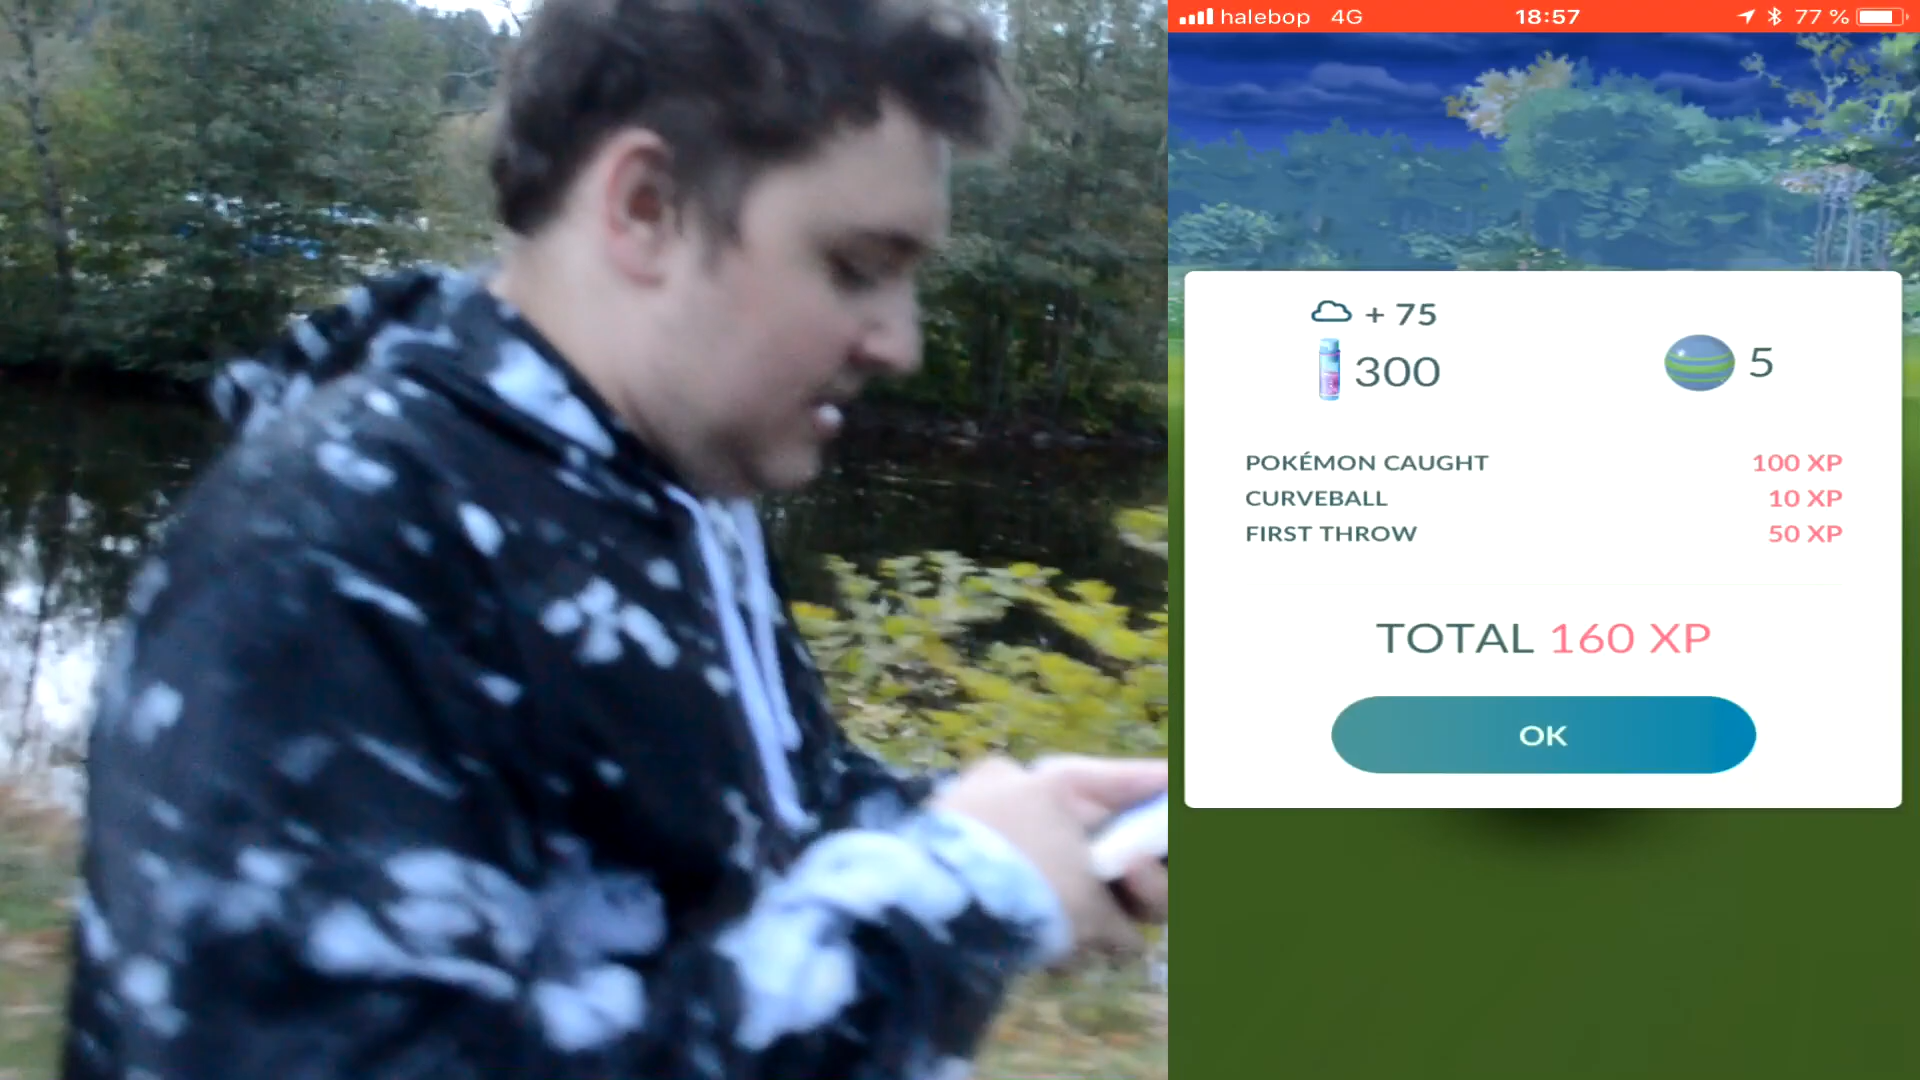 halebop 4G 18:57 77 %
+ 75
300
5
POKÉMON CAUGHT 100 XP
CURVEBALL 10 XP
FIRST THROW 50 XP
TOTAL 160 XP
OK